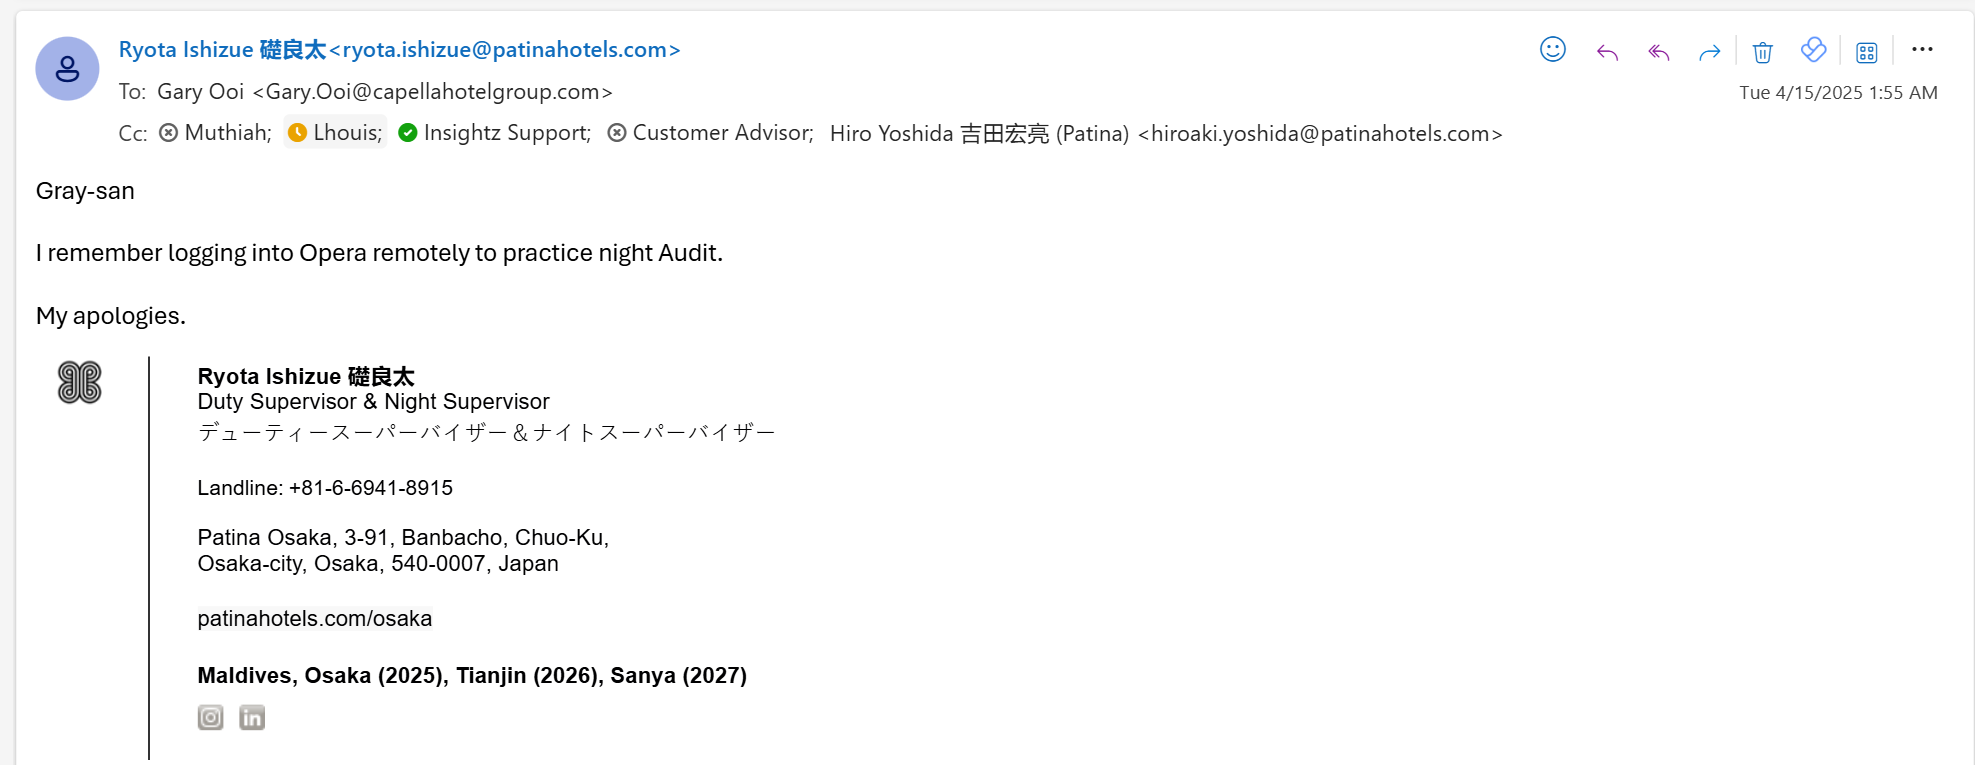 Ryota Ishizue 礎良太<ryota.ishizue@patinahotels.com>
To: Gary Ooi <Gary.Ooi@capellahotelgroup.com>
Tue 4/15/2025 1:55 AM
Cc: Muthiah; Lhouis; Insightz Support; Customer Advisor; Hiro Yoshida 吉田宏亮 (Patina) <hiroaki.yoshida@patinahotels.com>
Gray-san
I remember logging into Opera remotely to practice night Audit.
My apologies.
Ryota Ishizue 礎良太
Duty Supervisor & Night Supervisor
デューティースーパーバイザー＆ナイトスーパーバイザー
Landline: +81-6-6941-8915
Patina Osaka, 3-91, Banbacho, Chuo-Ku,
Osaka-city, Osaka, 540-0007, Japan
patinahotels.com/osaka
Maldives, Osaka (2025), Tianjin (2026), Sanya (2027)
in